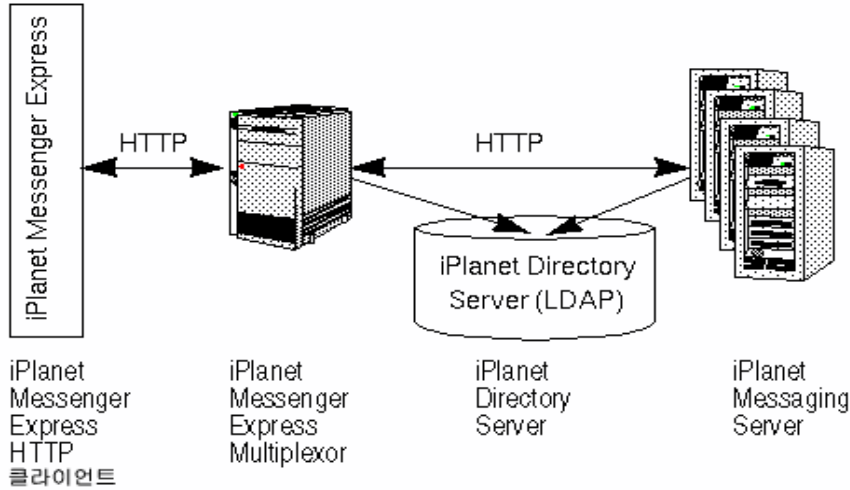 iPlanet Messenger Express
HTTP
HTTP
iPlanet Directory
Server (LDAP)
iPlanet
Messenger
Express
HTTP
클라이언트
iPlanet
Messenger
Express
Multiplexor
iPlanet
Directory
Server
iPlanet
Messaging
Server